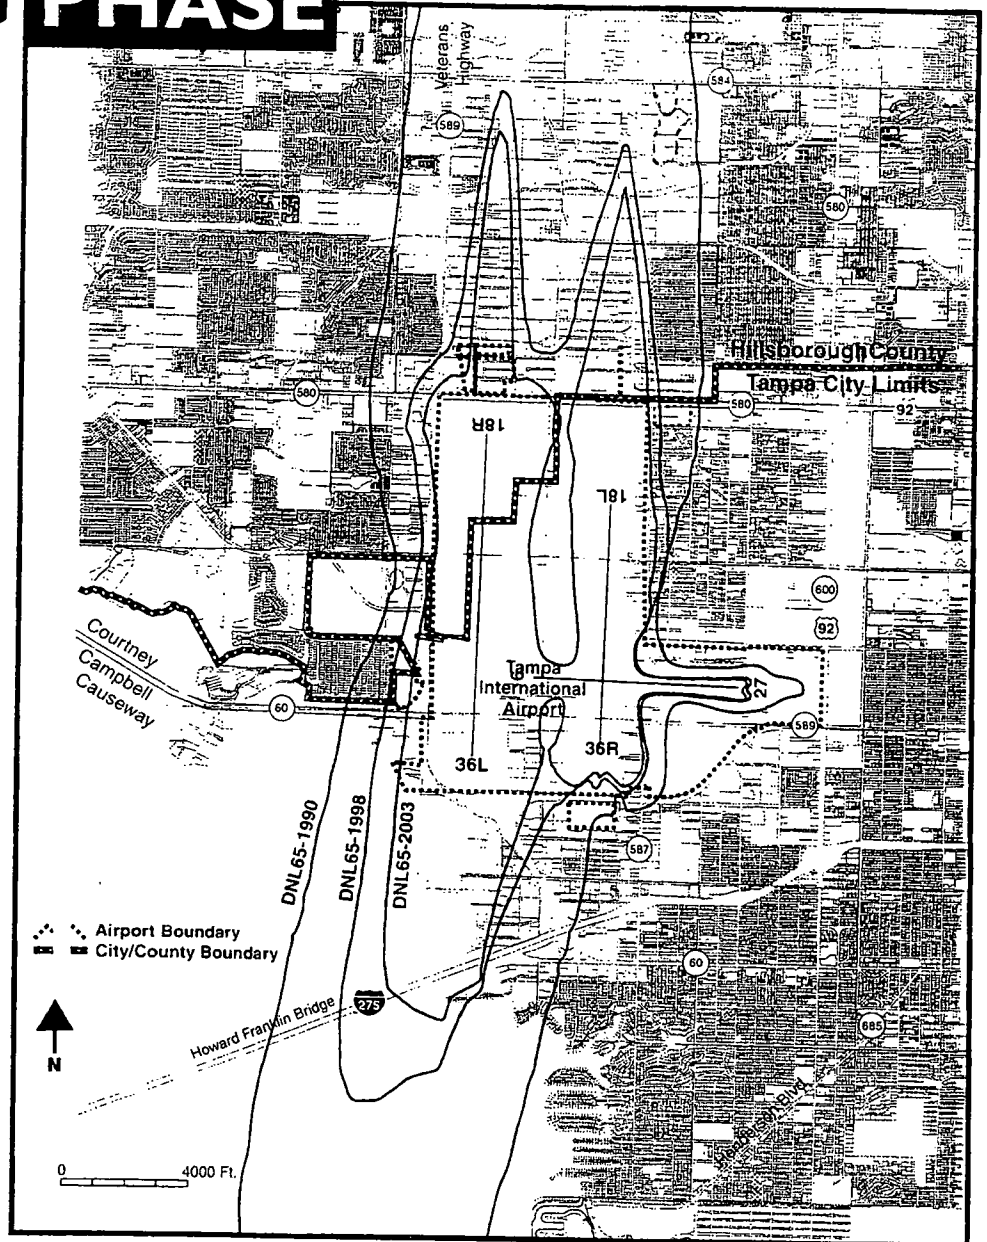 PHASE
Veterans
Highway
584
589
580
Hillsborough County
Tampa City Limits
580
580
92
18R
18L
600
92
Courtney
Campbell
Causeway
60
Tampa
International
Airport
27
589
36L
36R
DNL65-1990
DNL65-1998
DNL65-2003
587
Airport Boundary
City/County Boundary
60
275
Howard Franklin Bridge
685
N
Henderson Blvd.
0
4000 Ft.